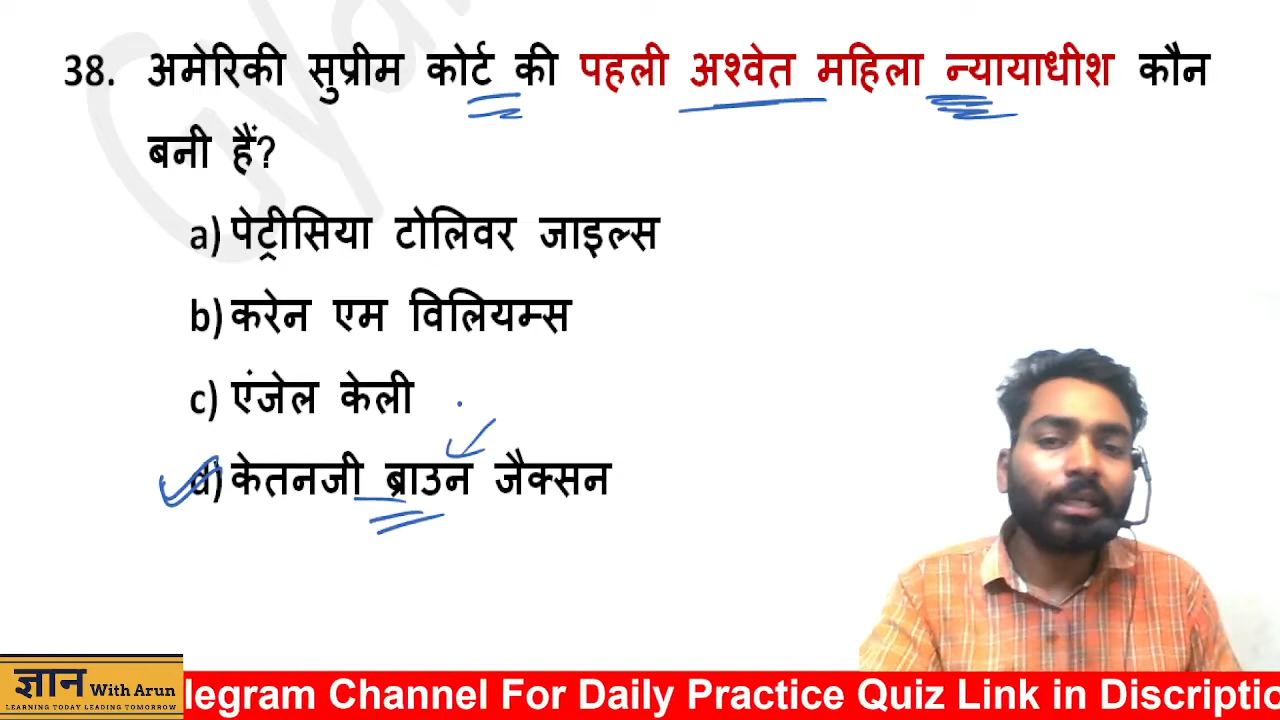 38. अमेरिकी सुप्रीम कोर्ट की पहली अश्वेत महिला न्यायाधीश कौन
बनी हैं?
a) पेट्रीसिया टोलिवर जाइल्स
b) करेन एम विलियम्स
c) एंजेल केली
d) केतनजी ब्राउन जैक्सन
ज्ञान With Arun
LEARNING TODAY LEADING TOMORROW
legram Channel For Daily Practice Quiz Link in Discriptio